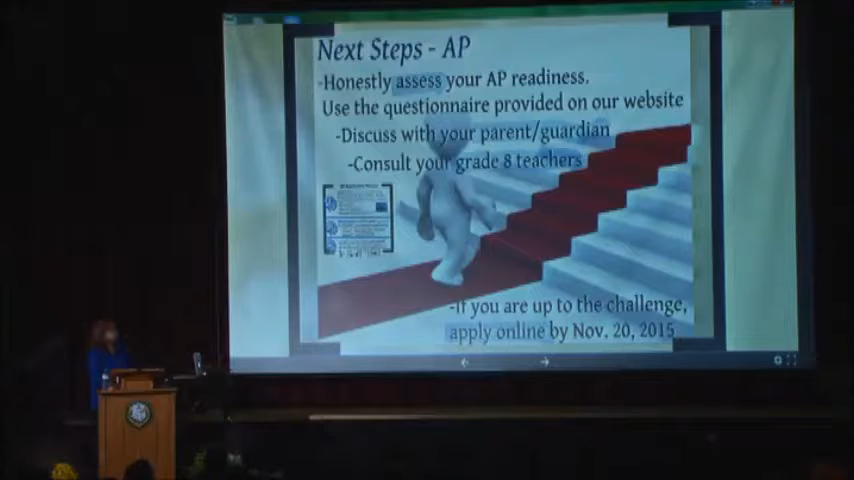 Next Steps - AP
-Honestly assess your AP readiness.
Use the questionnaire provided on our website
-Discuss with your parent/guardian
-Consult your grade 8 teachers
-If you are up to the challenge,
apply online by Nov. 20, 2015